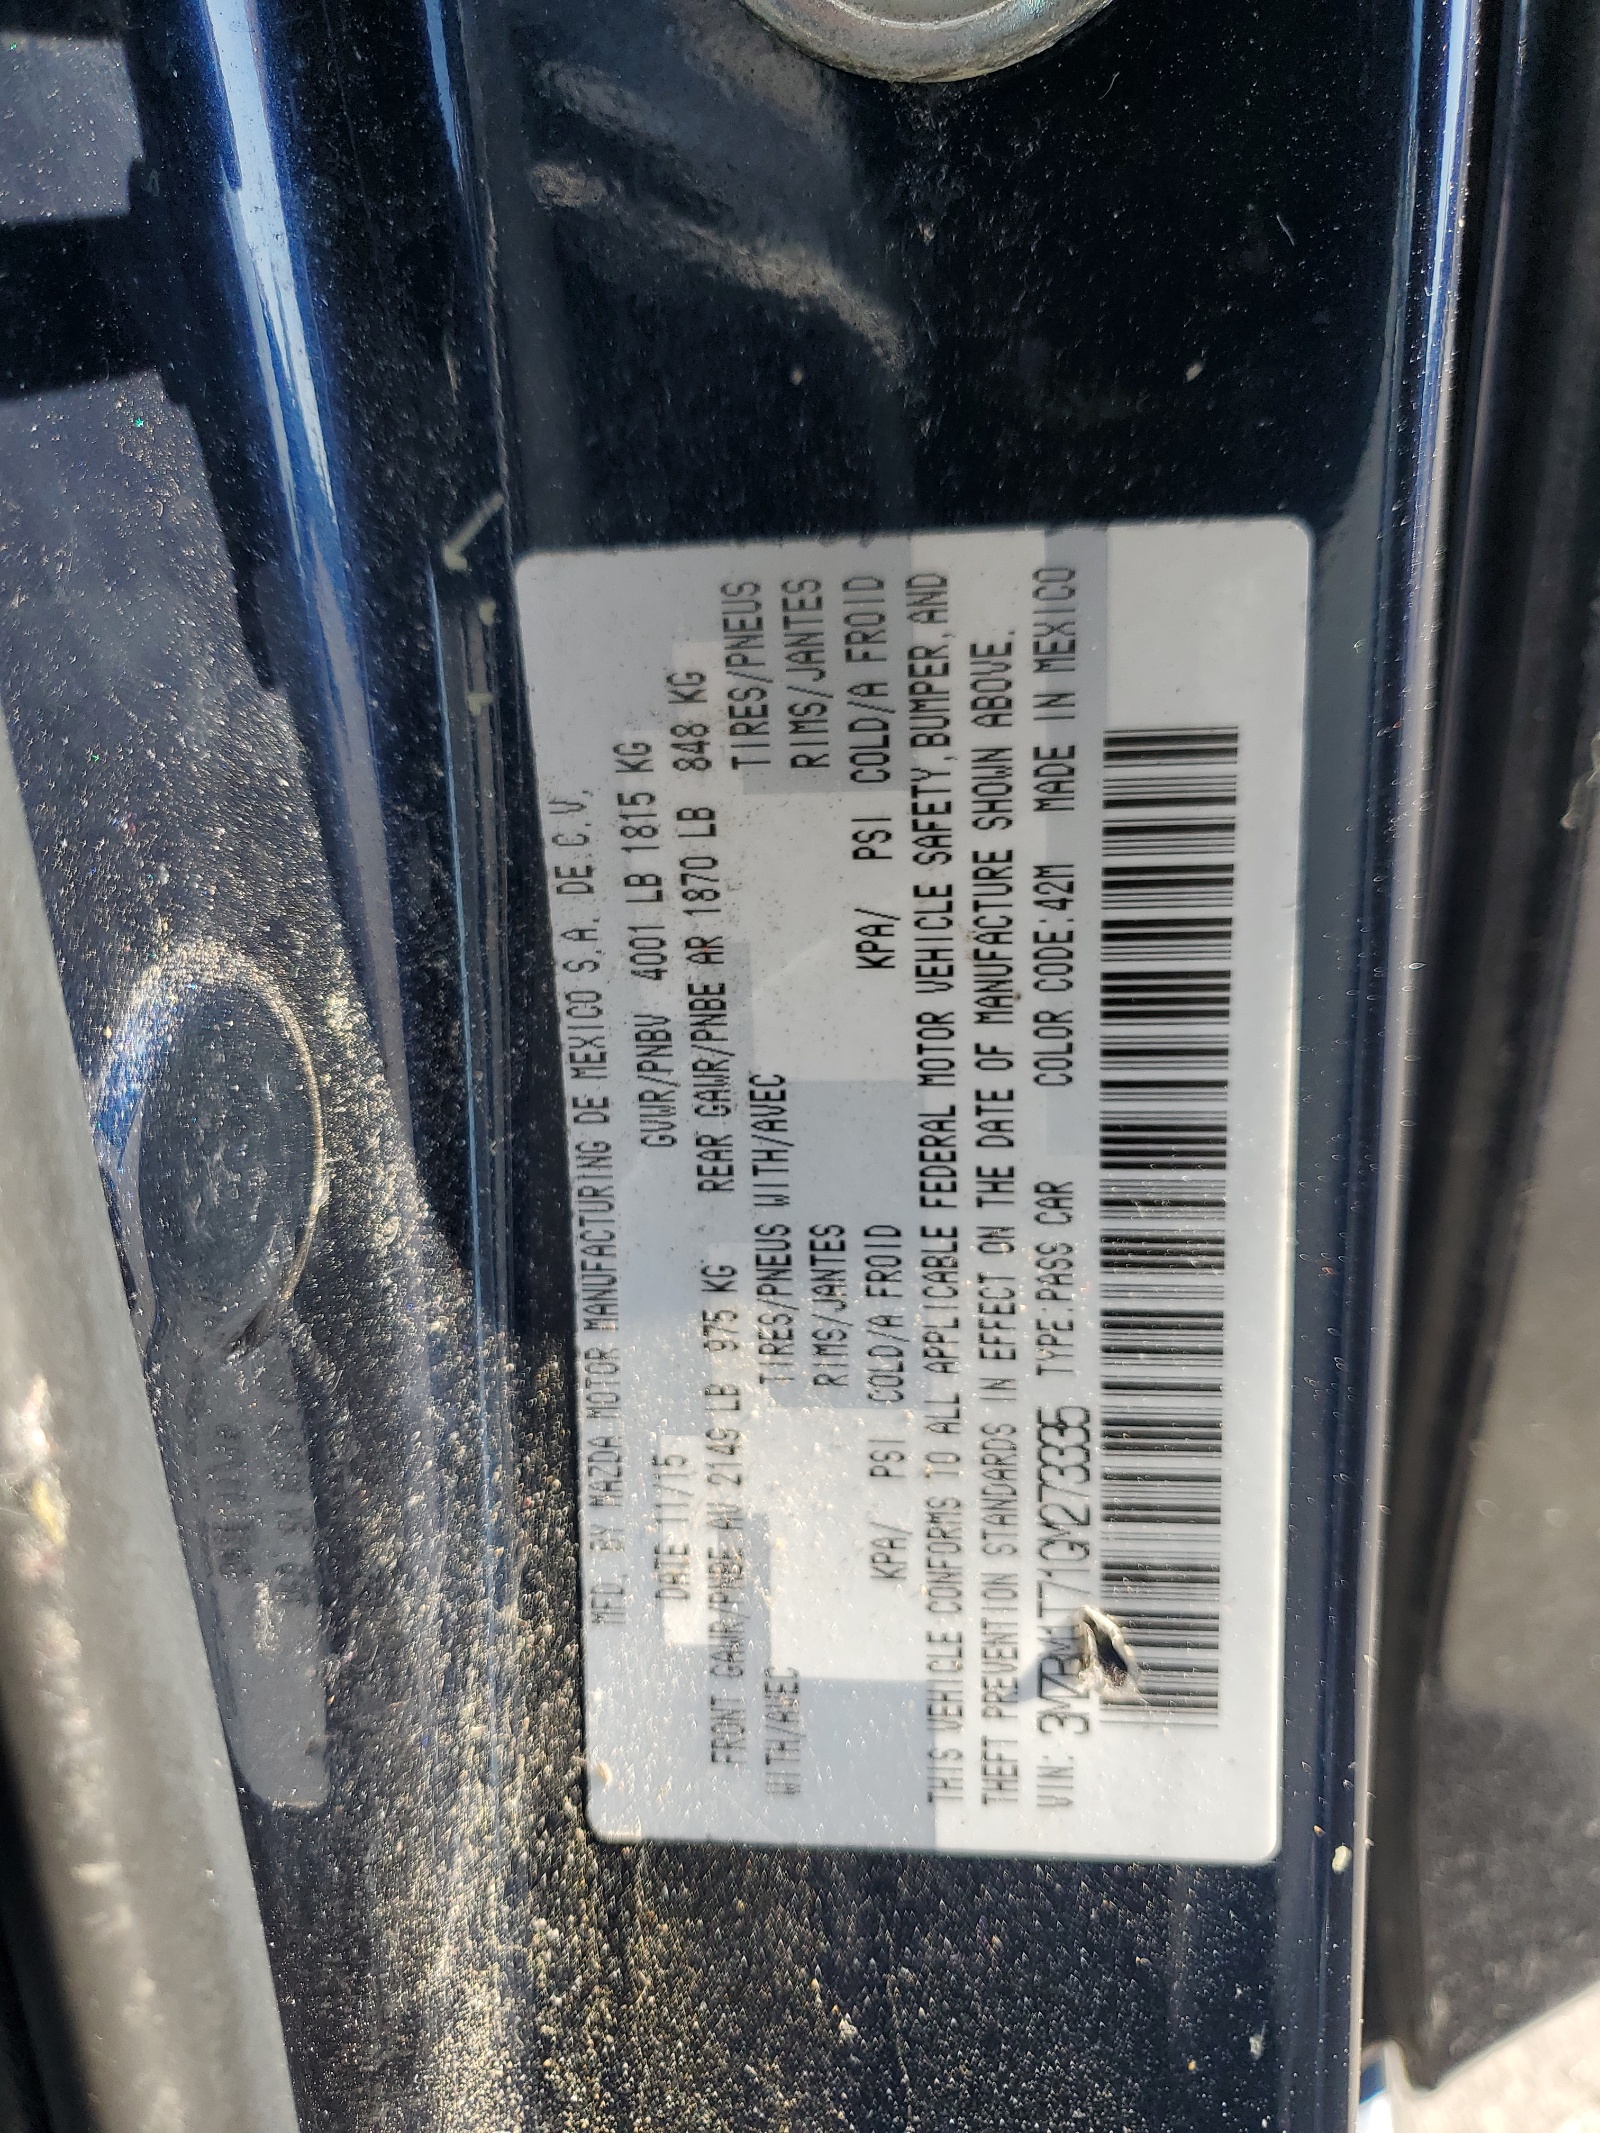 MFD. BY MAZDA MOTOR MANUFACTURING DE MEXICO S.A. DE C.V.
DATE 11/15 GVWR/PNBV 4001 LB 1815 KG
FRONT GAWR/PNBE AV 2149 LB 975 KG REAR GAWR/PNBE AR 1870 LB 848 KG
WITH/AVEC TIRES/PNEUS WITH/AVEC TIRES/PNEUS
RIMS/JANTES RIMS/JANTES
KPA/ PSI COLD/A FROID KPA/ PSI COLD/A FROID
THIS VEHICLE CONFORMS TO ALL APPLICABLE FEDERAL MOTOR VEHICLE SAFETY, BUMPER, AND
THEFT PREVENTION STANDARDS IN EFFECT ON THE DATE OF MANUFACTURE SHOWN ABOVE.
VIN: 3MZBM1T71GM273335 TYPE:PASS CAR COLOR CODE:42M MADE IN MEXICO